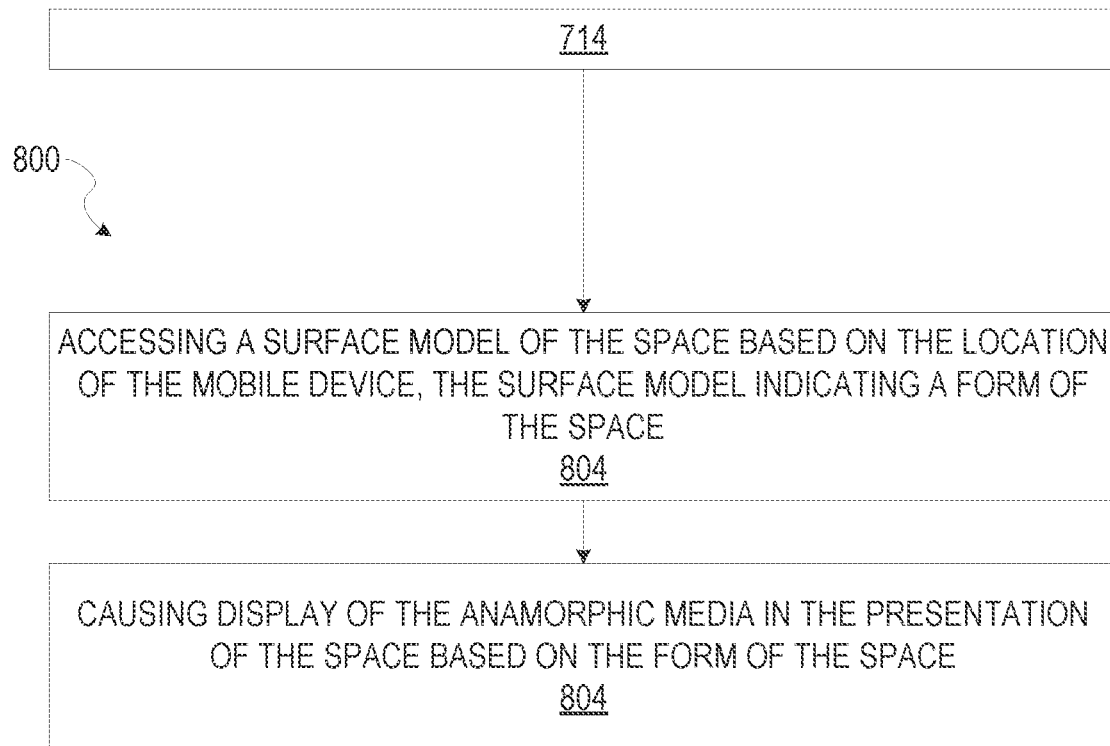 714
800
ACCESSING A SURFACE MODEL OF THE SPACE BASED ON THE LOCATION
OF THE MOBILE DEVICE, THE SURFACE MODEL INDICATING A FORM OF
THE SPACE
804
CAUSING DISPLAY OF THE ANAMORPHIC MEDIA IN THE PRESENTATION
OF THE SPACE BASED ON THE FORM OF THE SPACE
804